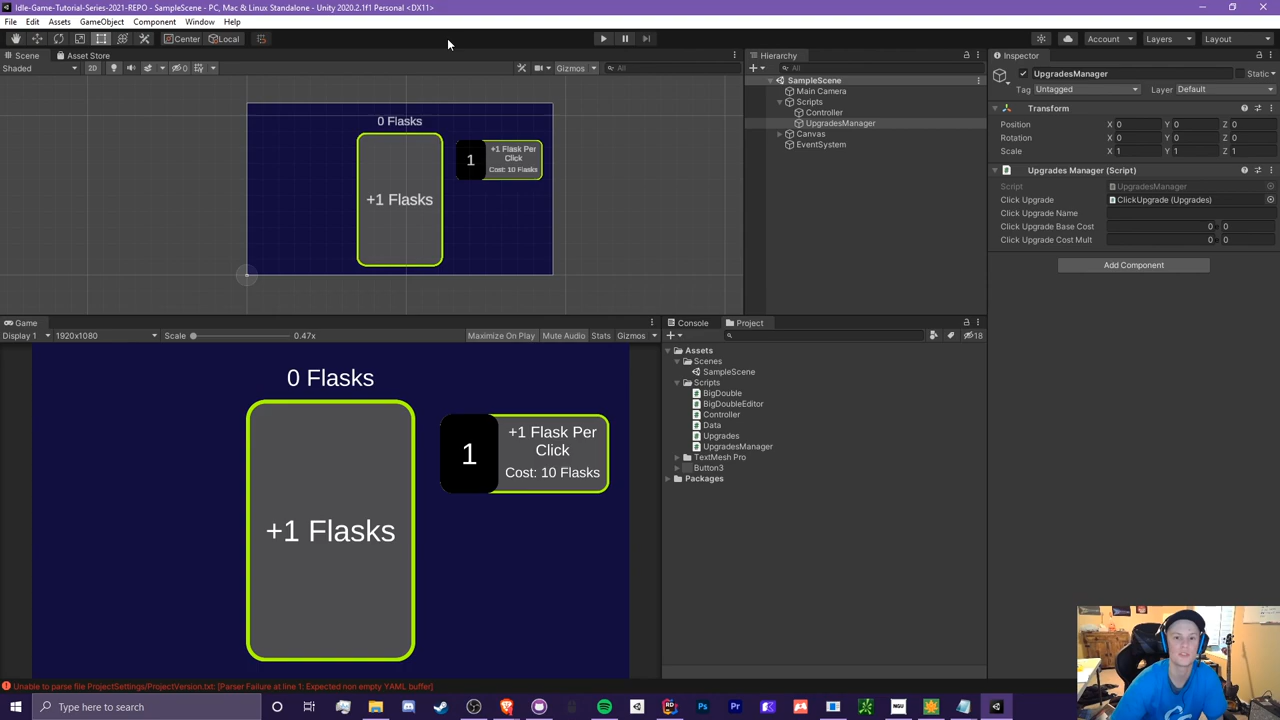 Idle-Game-Tutorial-Series-2021-REPO - SampleScene - PC, Mac & Linux Standalone - Unity 2020.2.1f1 Personal <DX11>
File Edit Assets GameObject Component Window Help
Center Local Account Layers Layout
Scene Asset Store
Shaded 2D 0 Gizmos All
0 Flasks
+1 Flasks
1
+1 Flask Per
Click
Cost: 10 Flasks
Hierarchy
All
SampleScene
Main Camera
Scripts
Controller
UpgradesManager
Canvas
EventSystem
Inspector
UpgradesManager Static
Tag Untagged Layer Default
Transform
Position X 0 Y 0 Z 0
Rotation X 0 Y 0 Z 0
Scale X 1 Y 1 Z 1
Upgrades Manager (Script)
Script UpgradesManager
Click Upgrade ClickUpgrade (Upgrades)
Click Upgrade Name
Click Upgrade Base Cost 0 0
Click Upgrade Cost Mult 0 0
Add Component
Game
Display 1 1920x1080 Scale 0.47x Maximize On Play Mute Audio Stats Gizmos
0 Flasks
+1 Flasks
1
+1 Flask Per
Click
Cost: 10 Flasks
Console Project
18
Assets
Scenes
SampleScene
Scripts
BigDouble
BigDoubleEditor
Controller
Data
Upgrades
UpgradesManager
TextMesh Pro
Button3
Packages
Unable to parse file ProjectSettings/ProjectVersion.txt: [Parser Failure at line 1: Expected non empty YAML buffer]
Type here to search
RD
Ps
Pr
NGU